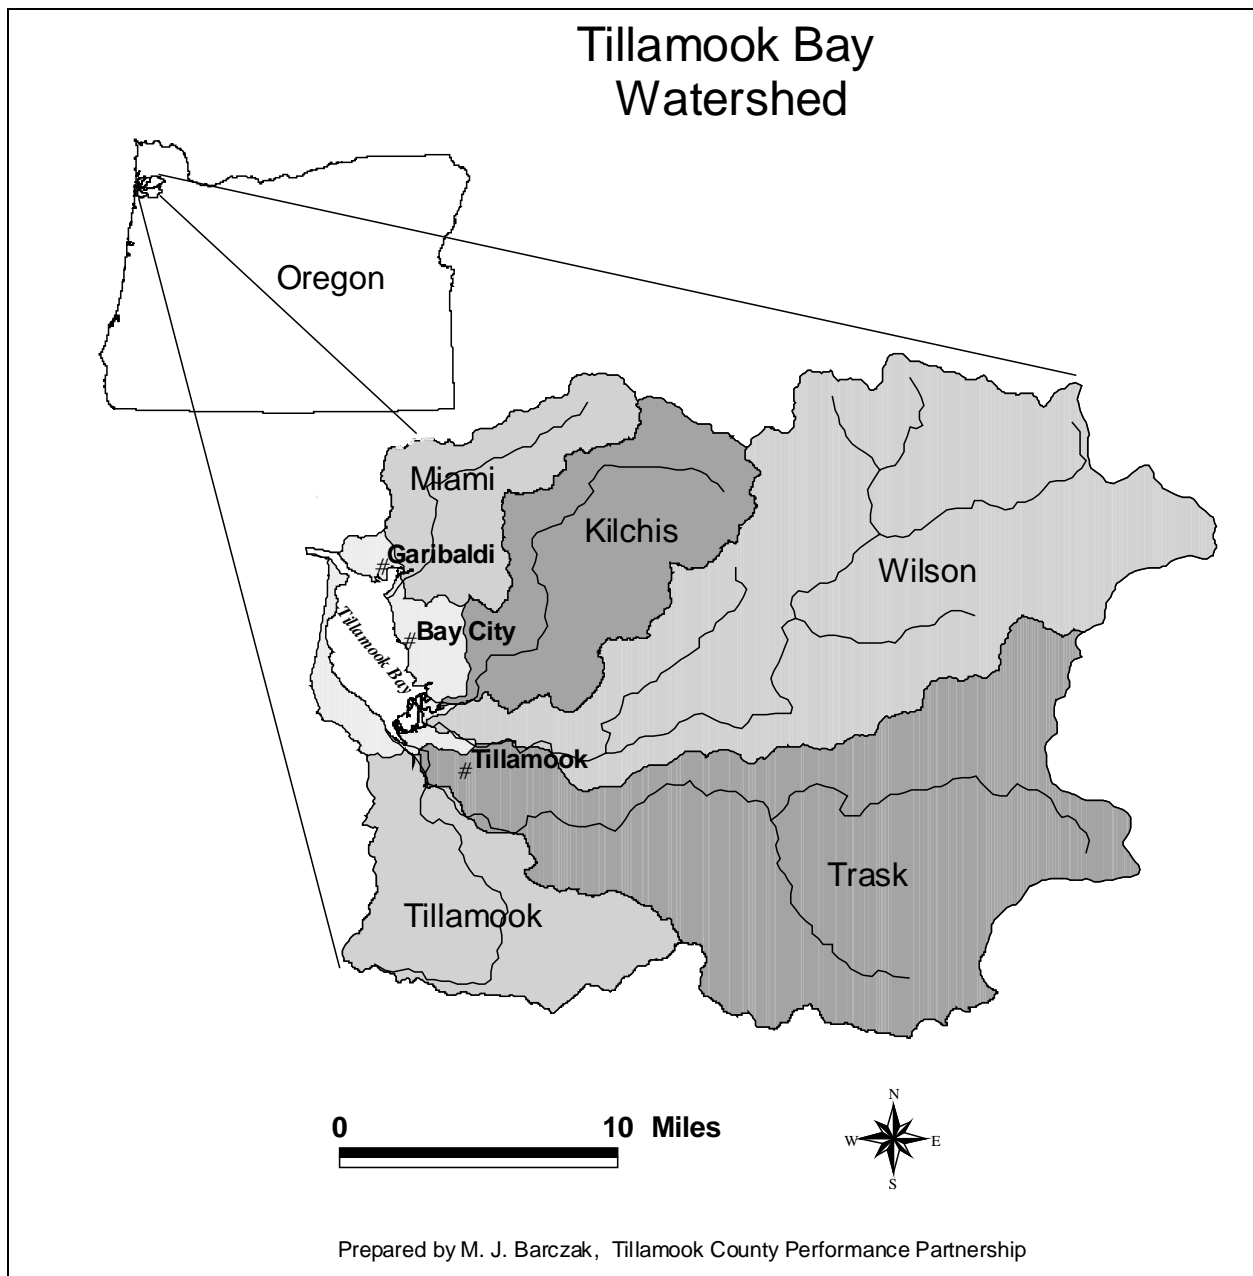 Tillamook Bay
Watershed
Oregon
Miami
Kilchis
# Garibaldi
Wilson
# Bay City
Tillamook Bay
# Tillamook
Trask
Tillamook
0 10 Miles
N
W E
S
Prepared by M. J. Barczak, Tillamook County Performance Partnership